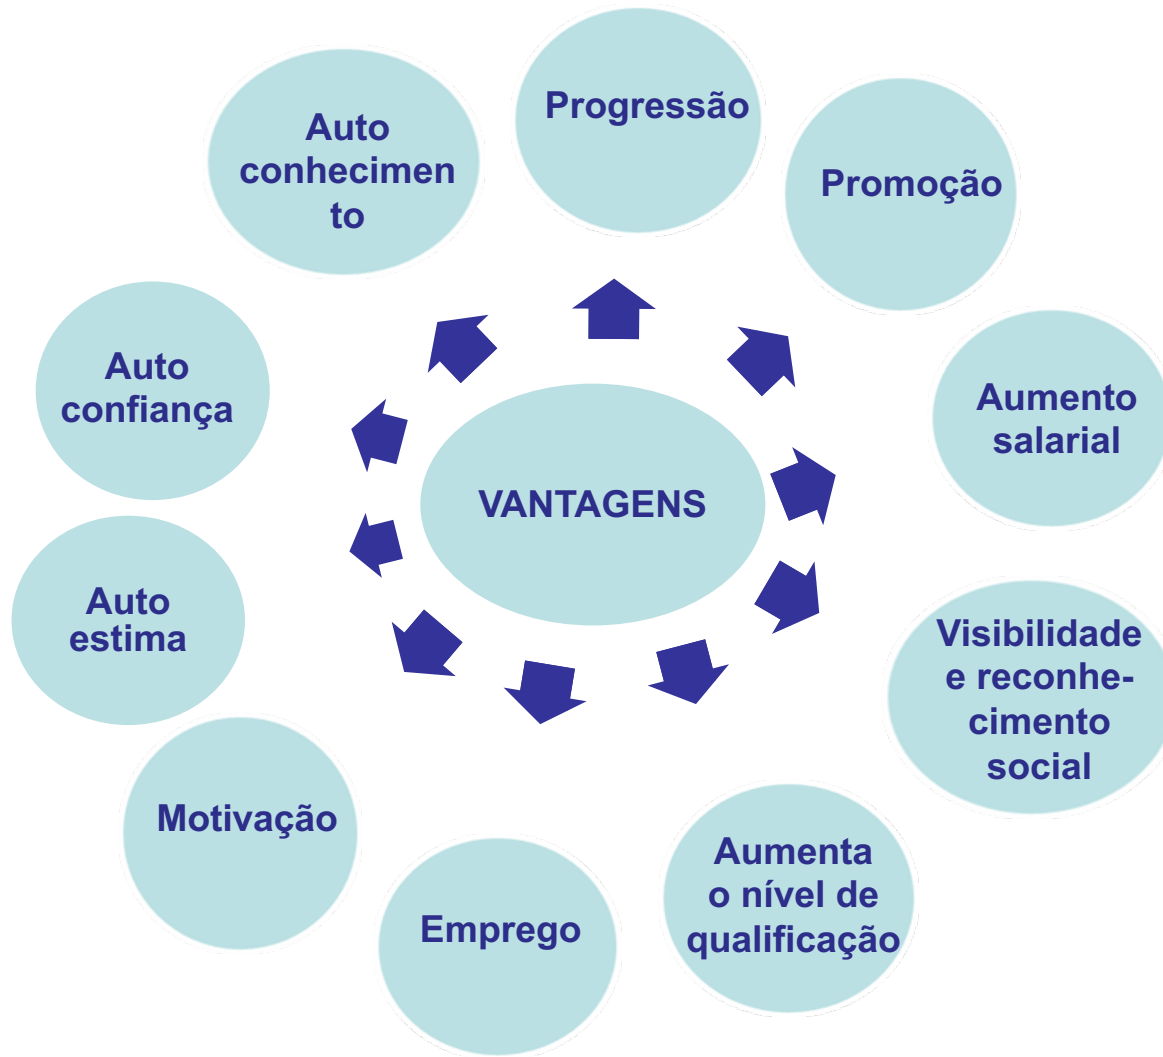 Progressão
Auto
conhecimen
to
Promoção
Auto
confiança
Aumento
salarial
VANTAGENS
Auto
estima
Visibilidade
e reconhe-
cimento
social
Motivação
Aumenta
o nível de
qualificação
Emprego